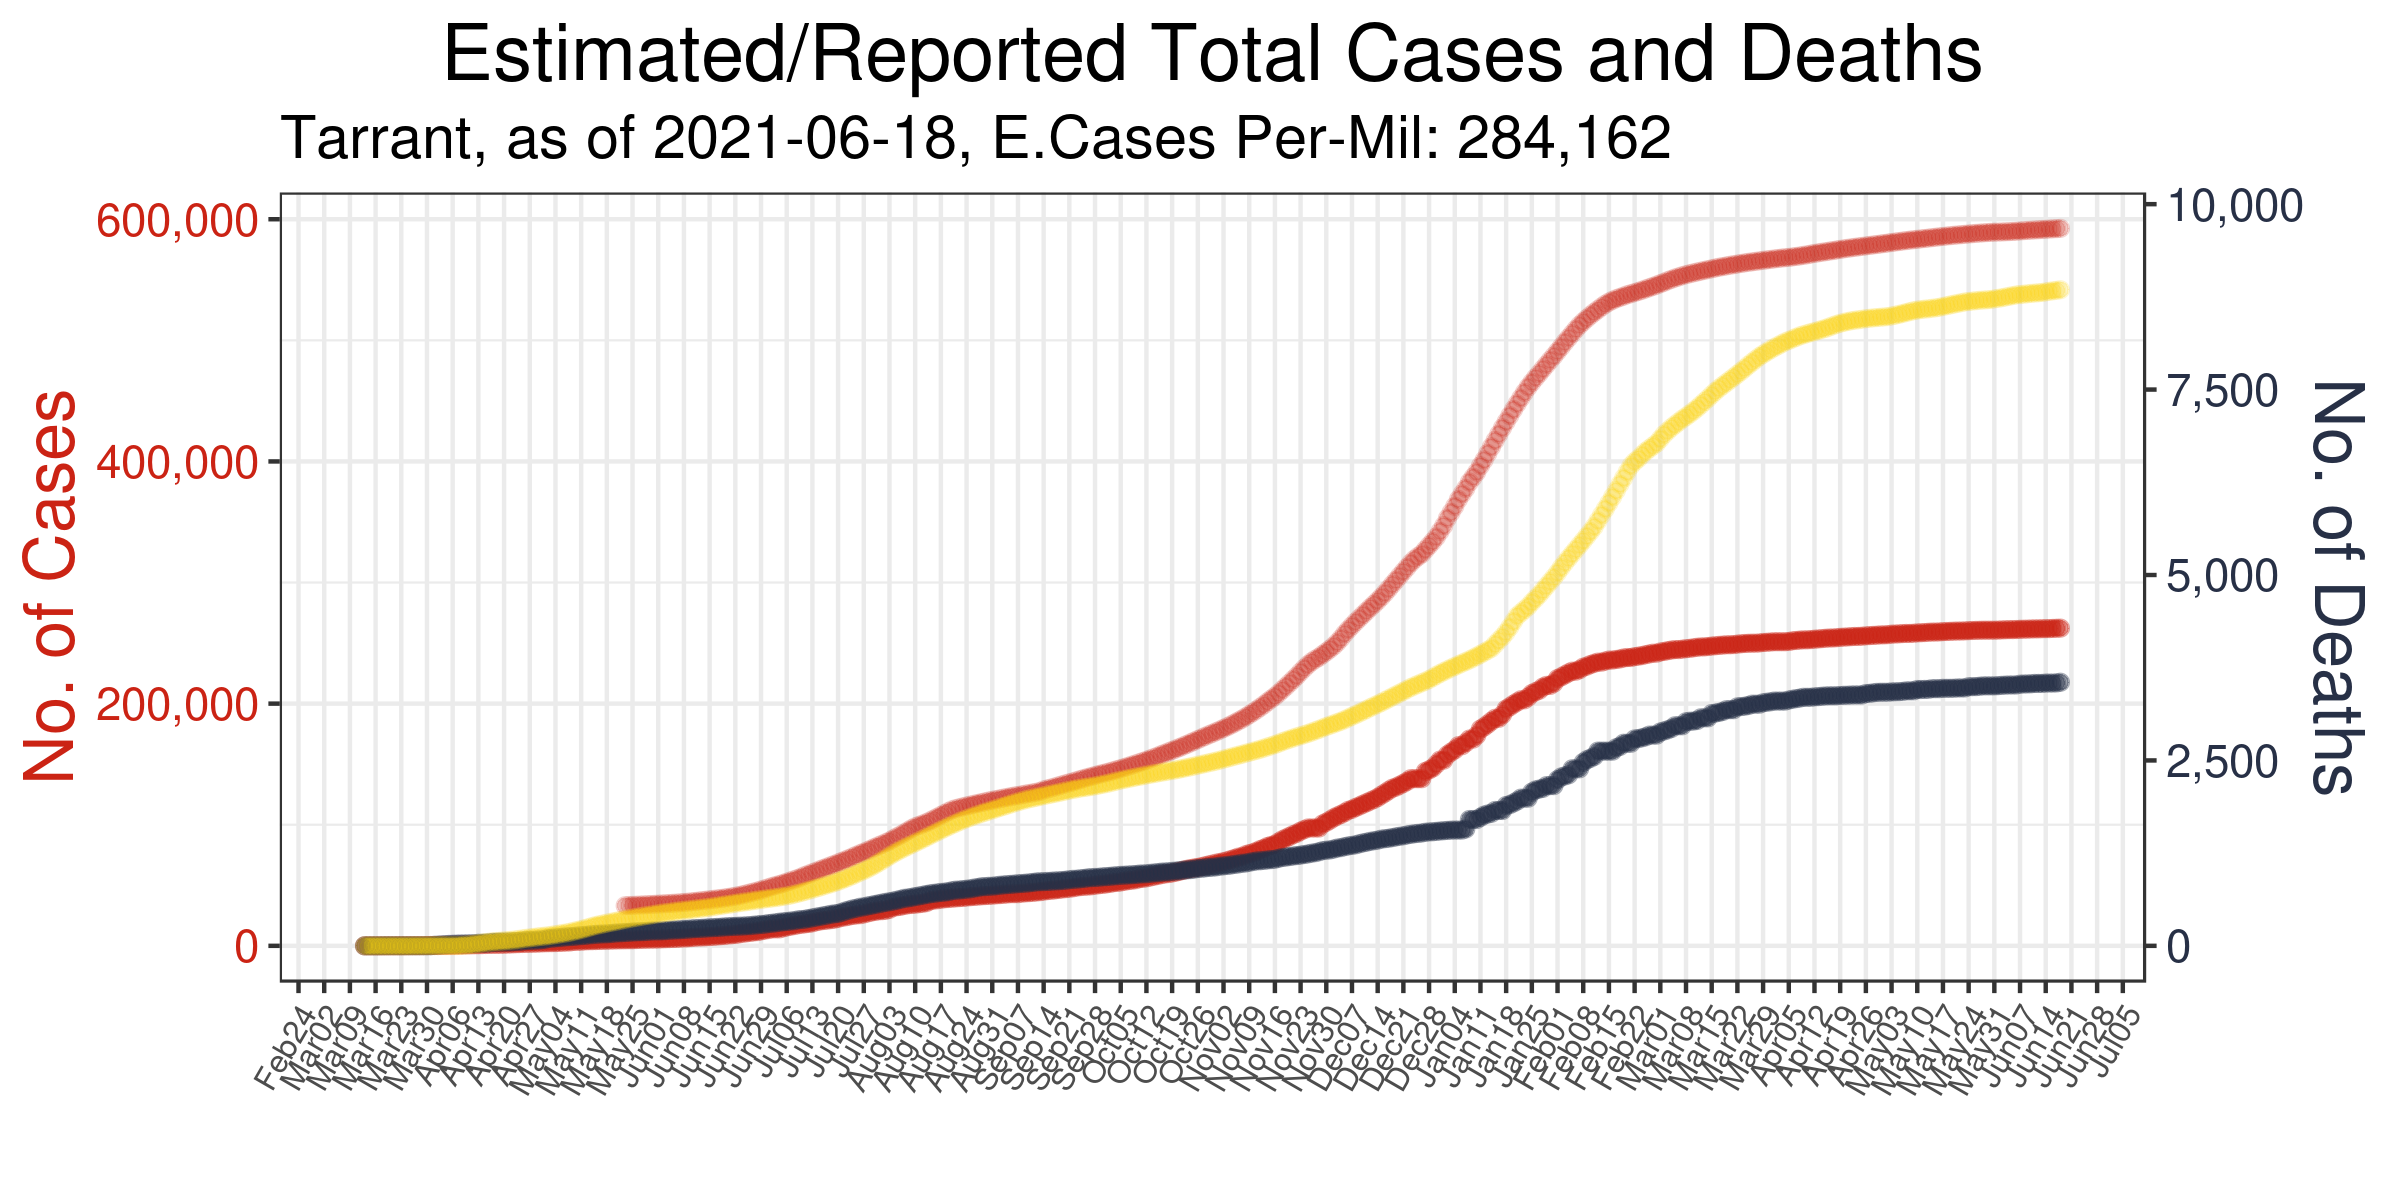 Estimated/Reported Total Cases and Deaths
Tarrant, as of 2021-06-18, E.Cases Per-Mil: 284,162
No. of Cases
600,000
400,000
200,000
0
10,000
7,500
5,000
2,500
0
No. of Deaths
Feb24
Mar02
Mar09
Mar16
Mar23
Mar30
Apr06
Apr13
Apr20
Apr27
May04
May11
May18
May25
Jun01
Jun08
Jun15
Jun22
Jun29
Jul06
Jul13
Jul20
Jul27
Aug03
Aug10
Aug17
Aug24
Aug31
Sep07
Sep14
Sep21
Sep28
Oct05
Oct12
Oct19
Oct26
Nov02
Nov09
Nov16
Nov23
Nov30
Dec07
Dec14
Dec21
Dec28
Jan04
Jan11
Jan18
Jan25
Feb01
Feb08
Feb15
Feb22
Mar01
Mar08
Mar15
Mar22
Mar29
Apr05
Apr12
Apr19
Apr26
May03
May10
May17
May24
May31
Jun07
Jun14
Jun21
Jun28
Jul05